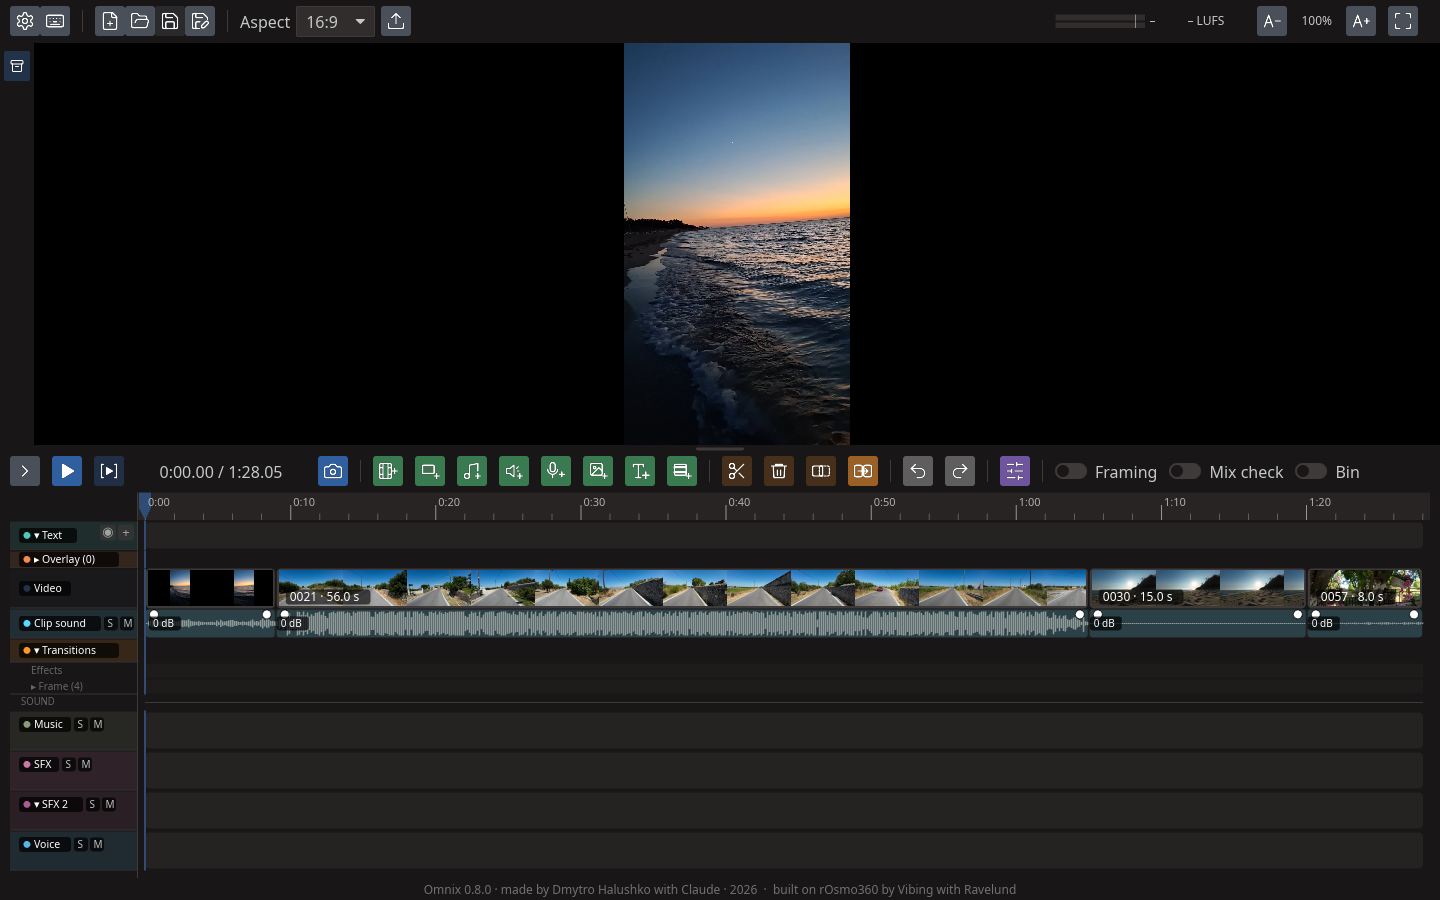 Aspect 16:9 – – LUFS A− 100% A+
0:00.00 / 1:28.05 Framing Mix check Bin
0:00 0:10 0:20 0:30 0:40 0:50 1:00 1:10 1:20
▾ Text
▸ Overlay (0)
Video 0021 · 56.0 s 0030 · 15.0 s 0057 · 8.0 s
Clip sound S M 0 dB 0 dB 0 dB 0 dB
▾ Transitions
Effects
▸ Frame (4)
SOUND
Music S M
SFX S M
▾ SFX 2 S M
Voice S M
Omnix 0.8.0 · made by Dmytro Halushko with Claude · 2026 · built on rOsmo360 by Vibing with Ravelund